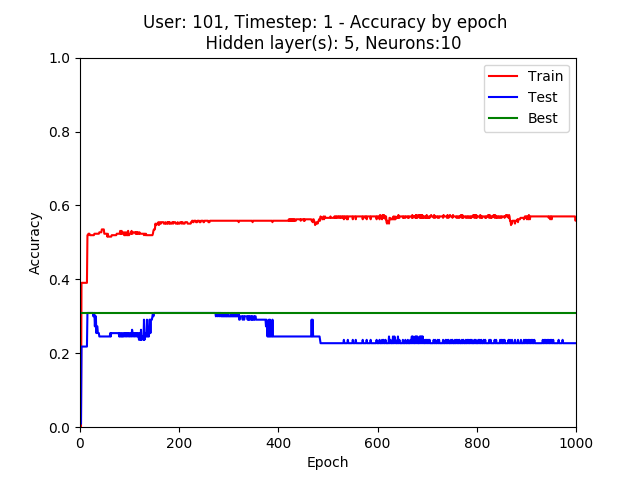 User: 101, Timestep: 1 - Accuracy by epoch
Hidden layer(s): 5, Neurons:10
1.0
0.8
0.6
0.4
0.2
0.0
Accuracy
Train
Test
Best
0 200 400 600 800 1000
Epoch